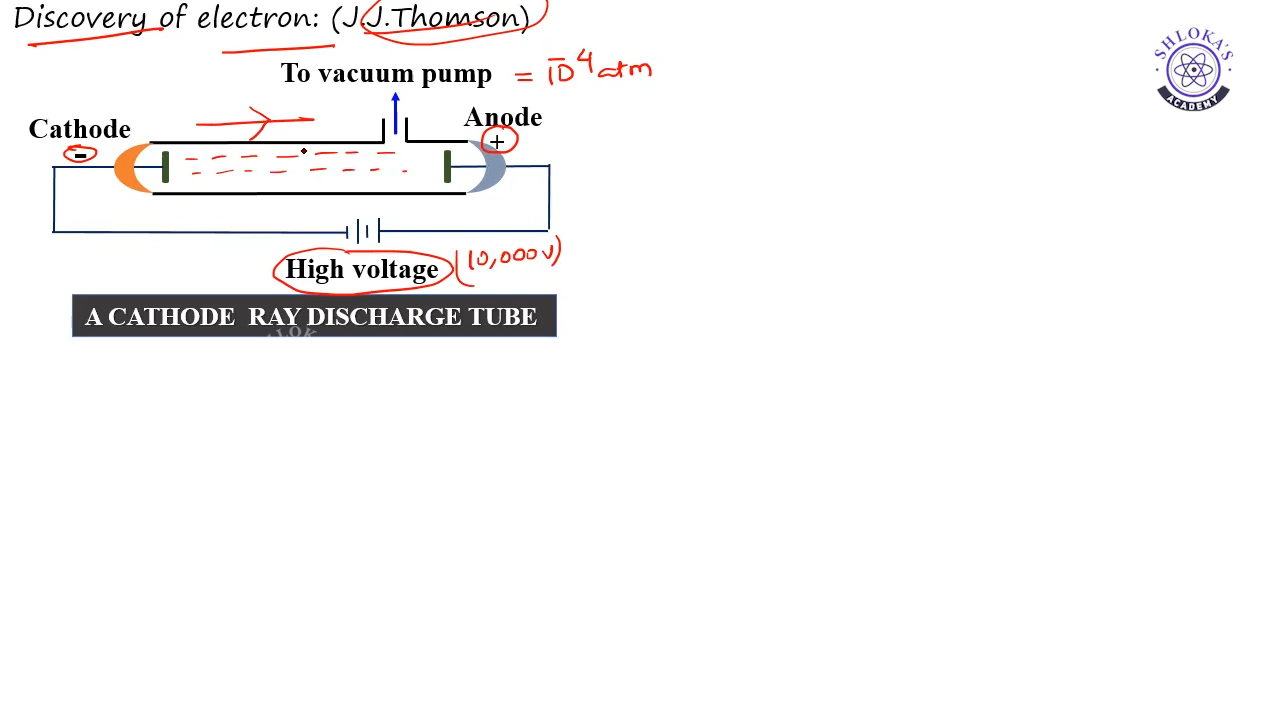 Discovery of electron: (J.J.Thomson)
To vacuum pump = 10⁻⁴ atm
Cathode
Anode
-
+
High voltage (10,000V)
A CATHODE RAY DISCHARGE TUBE
SHLOKA'S
ACADEMY